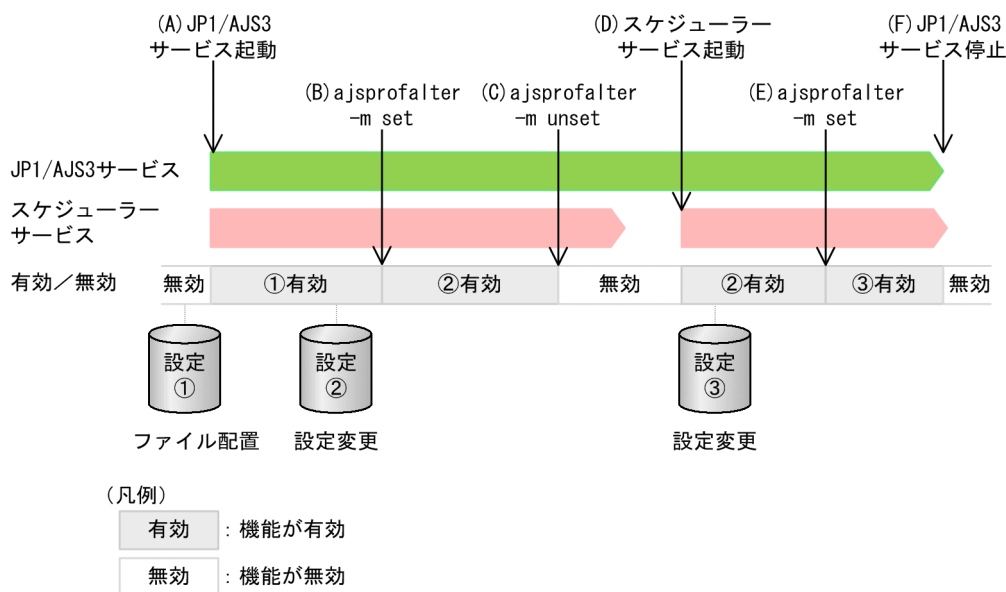 (A)JP1/AJS3
サービス起動
(D)スケジューラー
サービス起動
(F)JP1/AJS3
サービス停止
(B)ajsprofalter
-m set
(C)ajsprofalter
-m unset
(E)ajsprofalter
-m set
JP1/AJS3サービス
スケジューラー
サービス
有効／無効
無効
①有効
②有効
無効
②有効
③有効
無効
設定
①
設定
②
設定
③
ファイル配置
設定変更
設定変更
(凡例)
有効
：機能が有効
無効
：機能が無効